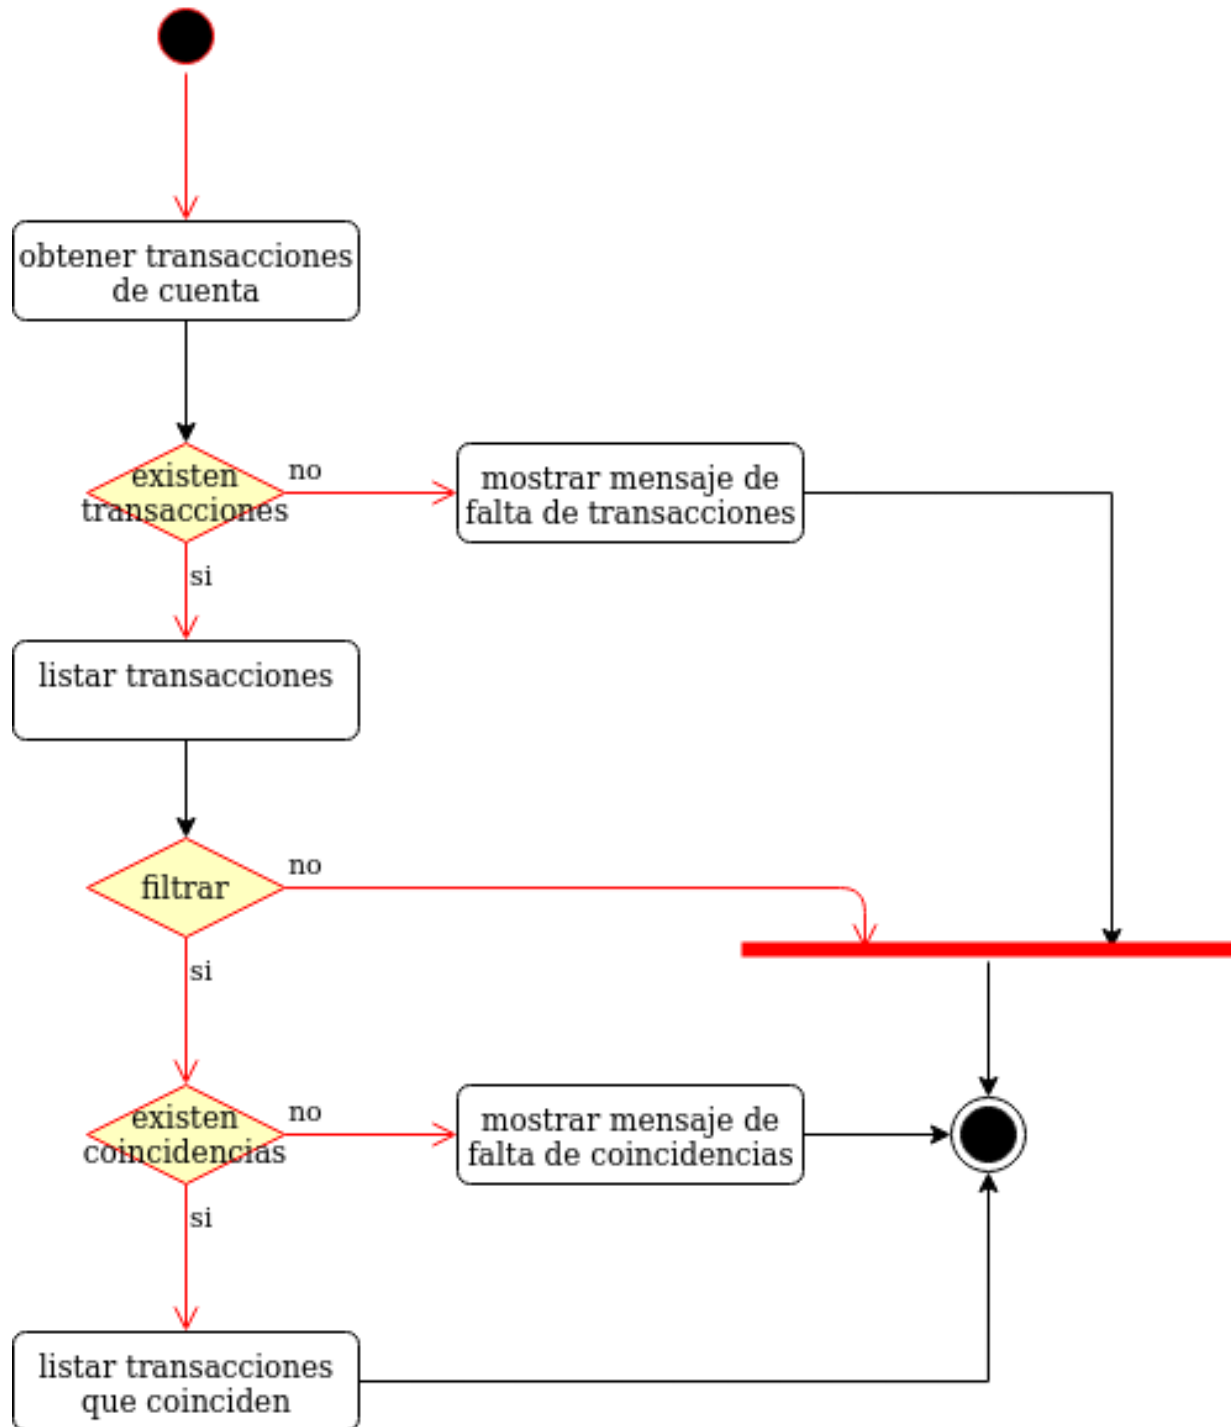 obtener transacciones
de cuenta
existen
transacciones
no
mostrar mensaje de
falta de transacciones
si
listar transacciones
filtrar
no
si
existen
coincidencias
no
mostrar mensaje de
falta de coincidencias
si
listar transacciones
que coinciden